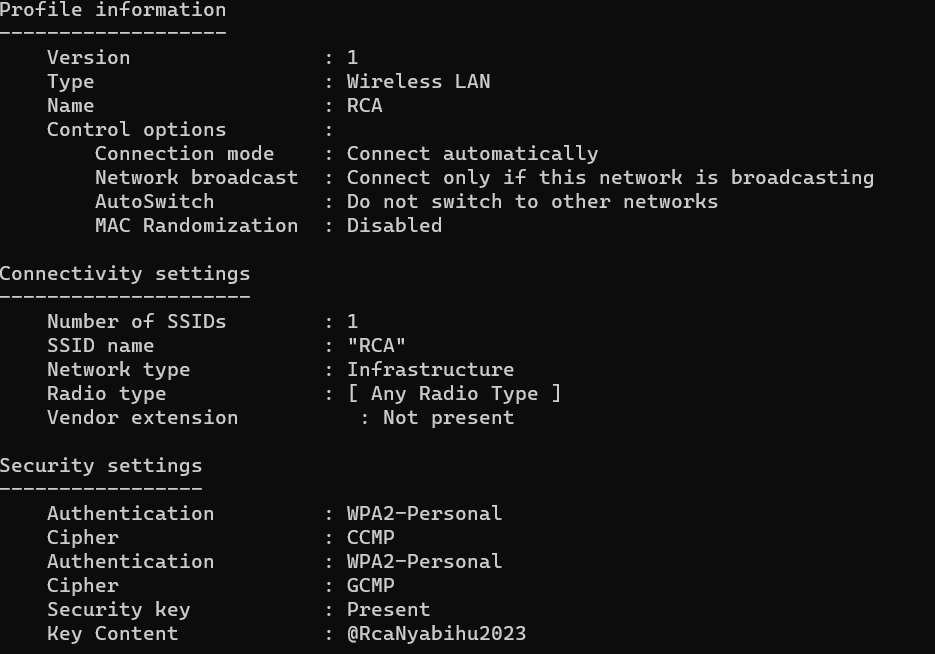 Profile information
-------------------
    Version                : 1
    Type                   : Wireless LAN
    Name                   : RCA
    Control options        :
        Connection mode    : Connect automatically
        Network broadcast  : Connect only if this network is broadcasting
        AutoSwitch         : Do not switch to other networks
        MAC Randomization  : Disabled

Connectivity settings
---------------------
    Number of SSIDs        : 1
    SSID name              : "RCA"
    Network type           : Infrastructure
    Radio type             : [ Any Radio Type ]
    Vendor extension          : Not present

Security settings
-----------------
    Authentication         : WPA2-Personal
    Cipher                 : CCMP
    Authentication         : WPA2-Personal
    Cipher                 : GCMP
    Security key           : Present
    Key Content            : @RcaNyabihu2023